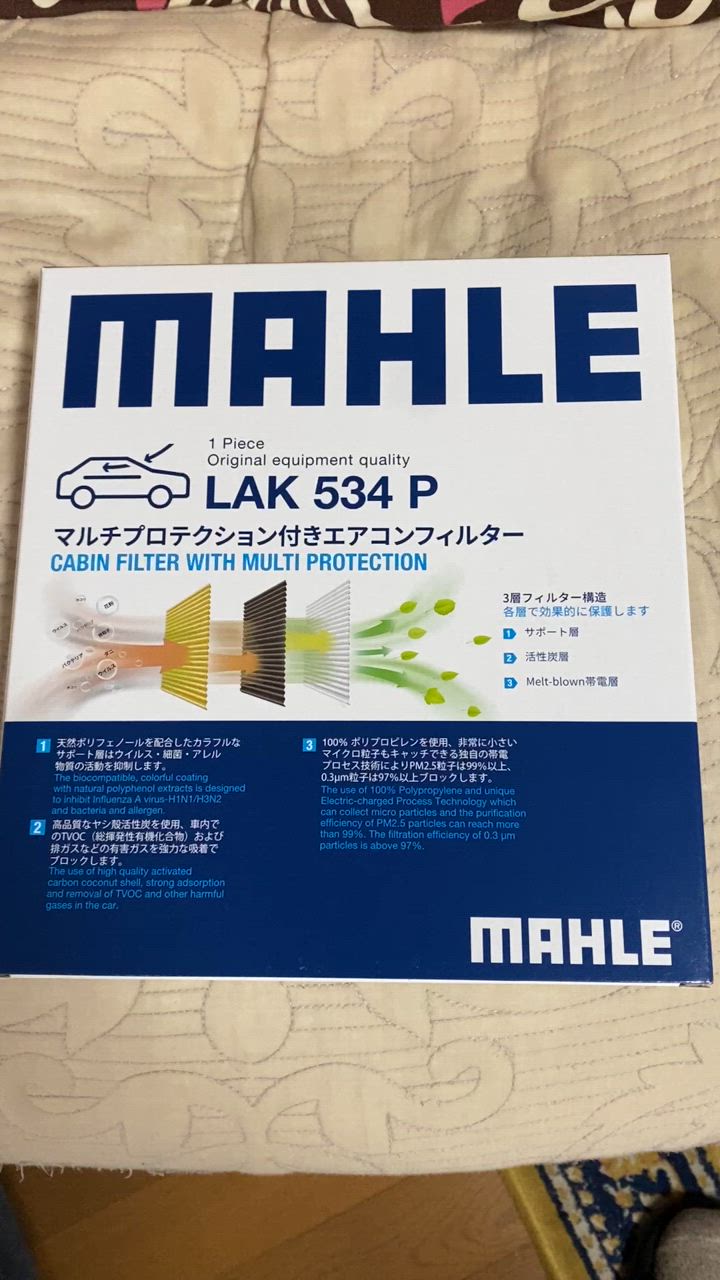 MAHLE
1 Piece
Original equipment quality
LAK 534 P
マルチプロテクション付きエアコンフィルター
CABIN FILTER WITH MULTI PROTECTION
花粉
ウイルス
バクテリア
ダニ
ウイルス
3層フィルター構造
各層で効果的に保護します
1 サポート層
2 活性炭層
3 Melt-blown帯電層
1 天然ポリフェノールを配合したカラフルな
サポート層はウイルス・細菌・アレル
物質の活動を抑制します。
The biocompatible, colorful coating
with natural polyphenol extracts is designed
to inhibit Influenza A virus-H1N1/H3N2
and bacteria and allergen.
2 高品質なヤシ殻活性炭を使用、車内で
のTVOC（総揮発性有機化合物）および
排ガスなどの有害ガスを強力な吸着で
ブロックします。
The use of high quality activated
carbon coconut shell, strong adsorption
and removal of TVOC and other harmful
gases in the car.
3 100% ポリプロピレンを使用、非常に小さい
マイクロ粒子もキャッチできる独自の帯電
プロセス技術によりPM2.5粒子は99%以上、
0.3μm粒子は97%以上ブロックします。
The use of 100% Polypropylene and unique
Electric-charged Process Technology which
can collect micro particles and the purification
efficiency of PM2.5 particles can reach more
than 99%. The filtration efficiency of 0.3 μm
particles is above 97%.
MAHLE®